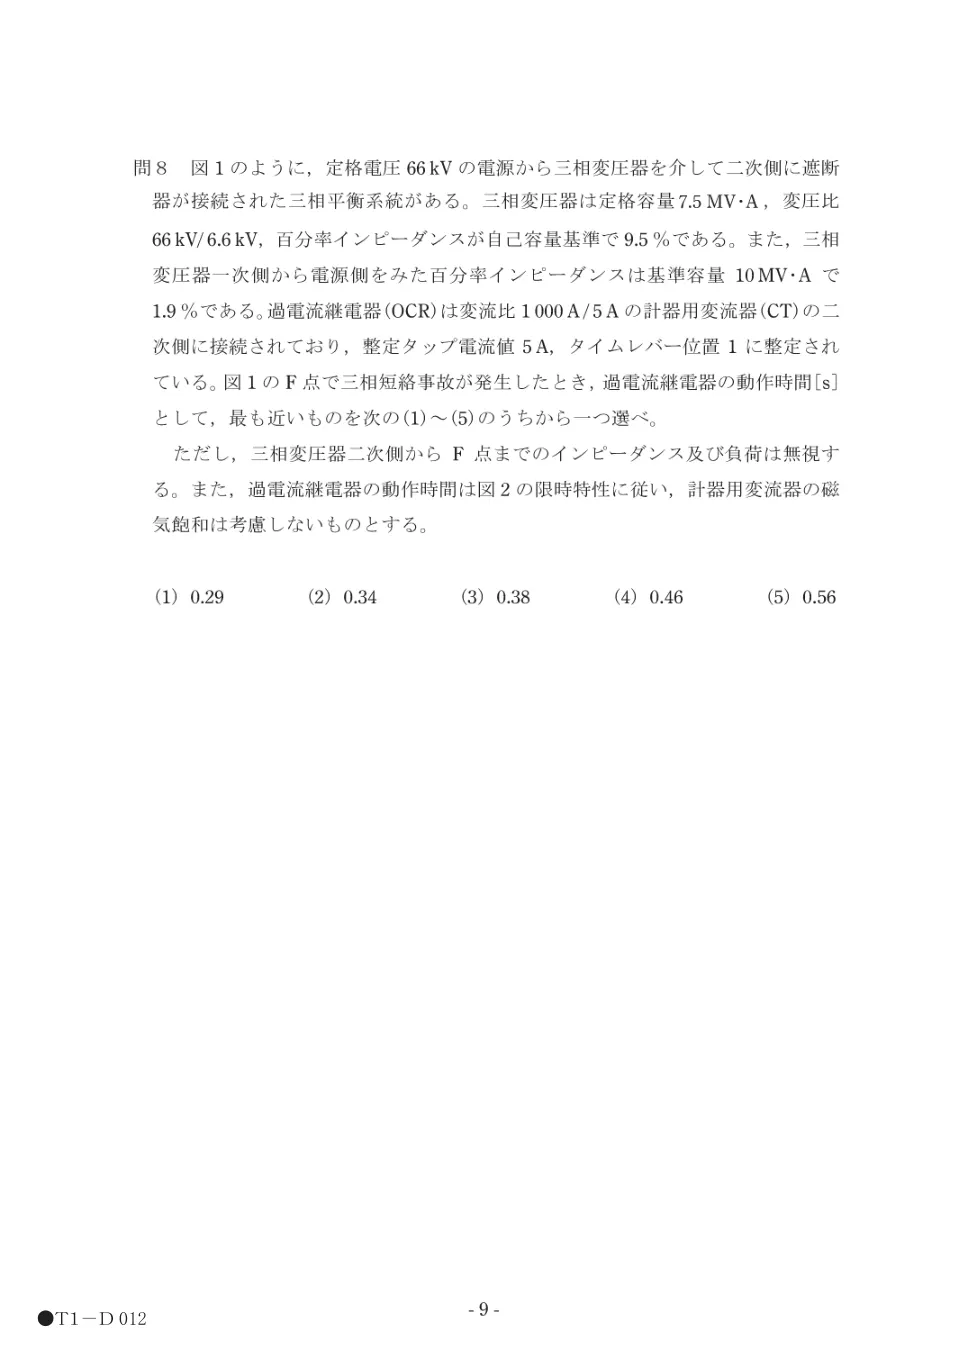 問8 図1のように，定格電圧 66 kV の電源から三相変圧器を介して二次側に遮断
器が接続された三相平衡系統がある。三相変圧器は定格容量 7.5 MV･A，変圧比
66 kV/6.6 kV，百分率インピーダンスが自己容量基準で 9.5 ％である。また，三相
変圧器一次側から電源側をみた百分率インピーダンスは基準容量 10 MV･A で
1.9 ％である。過電流継電器(OCR)は変流比 1 000 A/5 A の計器用変流器(CT)の二
次側に接続されており，整定タップ電流値 5 A，タイムレバー位置 1 に整定され
ている。図1の F 点で三相短絡事故が発生したとき，過電流継電器の動作時間[s]
として，最も近いものを次の(1)～(5)のうちから一つ選べ。
ただし，三相変圧器二次側から F 点までのインピーダンス及び負荷は無視す
る。また，過電流継電器の動作時間は図2の限時特性に従い，計器用変流器の磁
気飽和は考慮しないものとする。
(1) 0.29 (2) 0.34 (3) 0.38 (4) 0.46 (5) 0.56
- 9 -
●T1－D 012